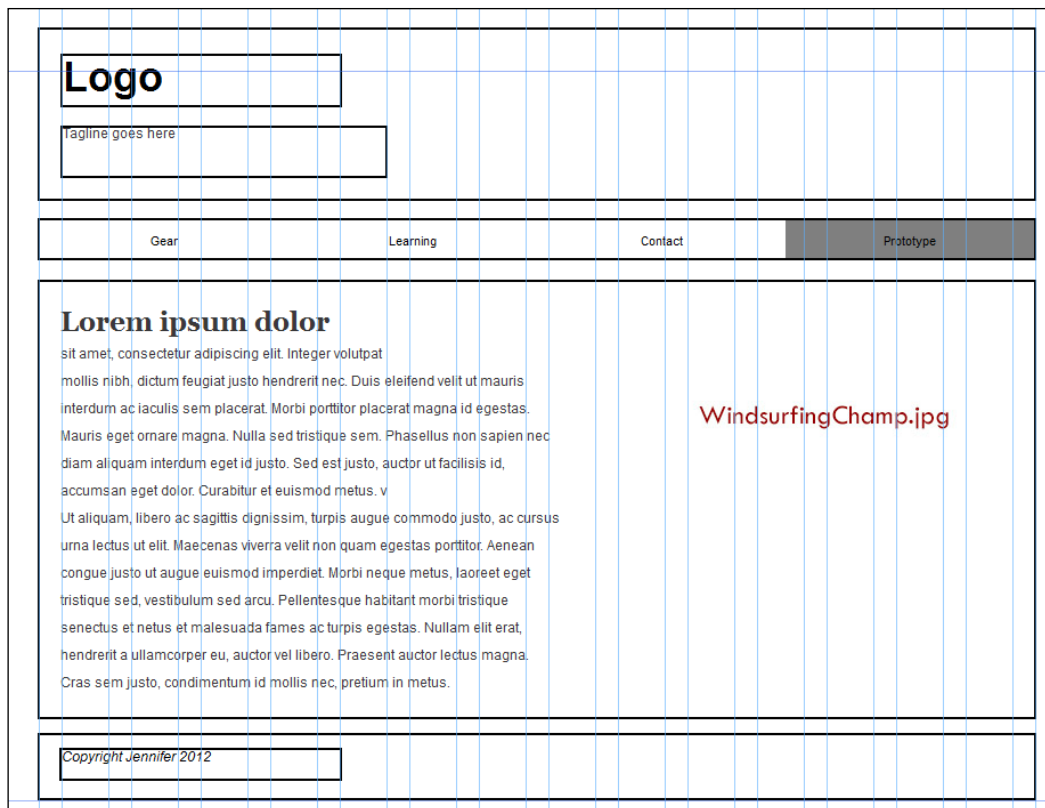 Logo
Tagline goes here
Gear Learning Contact Prototype
Lorem ipsum dolor
sit amet, consectetur adipiscing elit. Integer volutpat
mollis nibh, dictum feugiat justo hendrerit nec. Duis eleifend velit ut mauris
interdum ac iaculis sem placerat. Morbi porttitor placerat magna id egestas.
Mauris eget ornare magna. Nulla sed tristique sem. Phasellus non sapien nec
diam aliquam interdum eget id justo. Sed est justo, auctor ut facilisis id,
accumsan eget dolor. Curabitur et euismod metus. v
Ut aliquam, libero ac sagittis dignissim, turpis augue commodo justo, ac cursus
urna lectus ut elit. Maecenas viverra velit non quam egestas porttitor. Aenean
congue justo ut augue euismod imperdiet. Morbi neque metus, laoreet eget
tristique sed, vestibulum sed arcu. Pellentesque habitant morbi tristique
senectus et netus et malesuada fames ac turpis egestas. Nullam elit erat,
hendrerit a ullamcorper eu, auctor vel libero. Praesent auctor lectus magna.
Cras sem justo, condimentum id mollis nec, pretium in metus.
WindsurfingChamp.jpg
Copyright Jennifer 2012